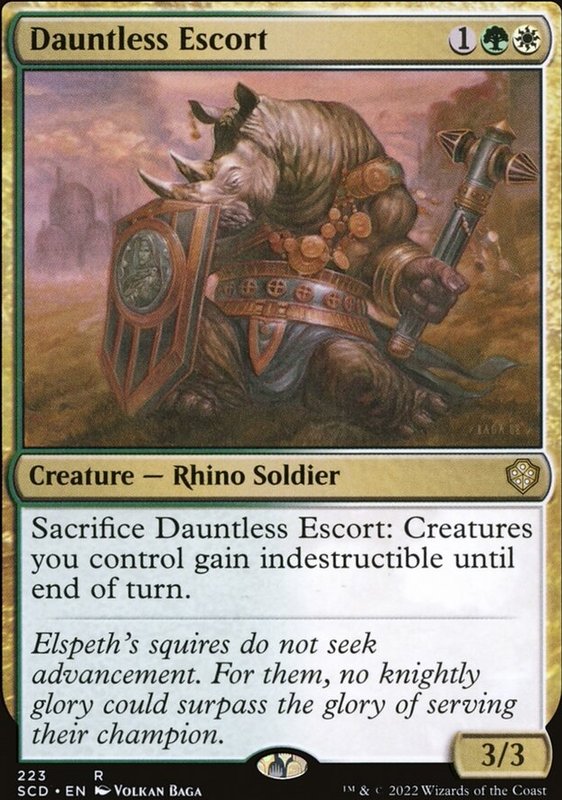 Dauntless Escort
1
Creature — Rhino Soldier
Sacrifice Dauntless Escort: Creatures
you control gain indestructible until
end of turn.
Elspeth's squires do not seek
advancement. For them, no knightly
glory could surpass the glory of serving
their champion.
3/3
223 R
SCD • EN VOLKAN BAGA
™ & © 2022 Wizards of the Coast